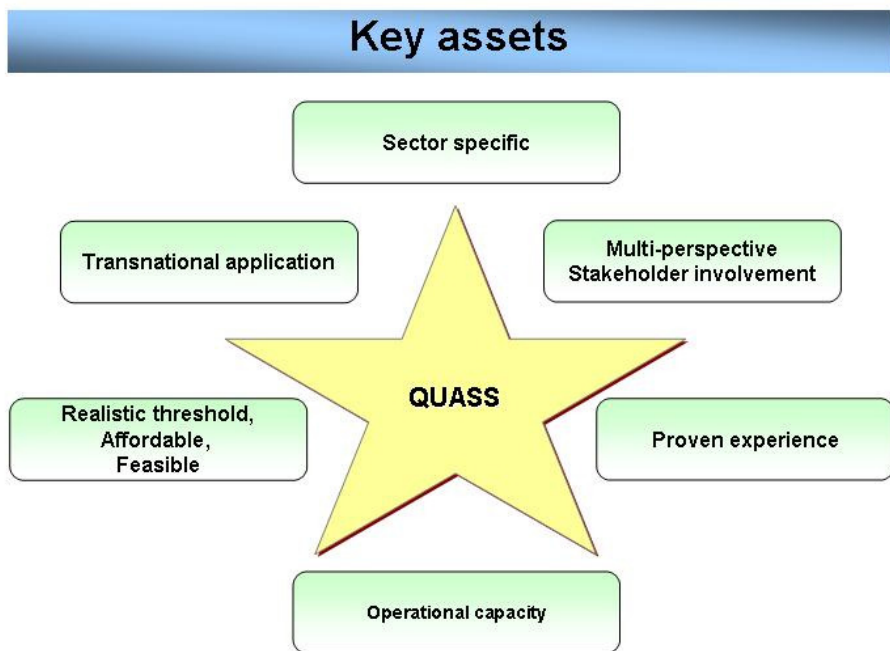 Key assets
Sector specific
Transnational application
Multi-perspective
Stakeholder involvement
QUASS
Realistic threshold,
Affordable,
Feasible
Proven experience
Operational capacity